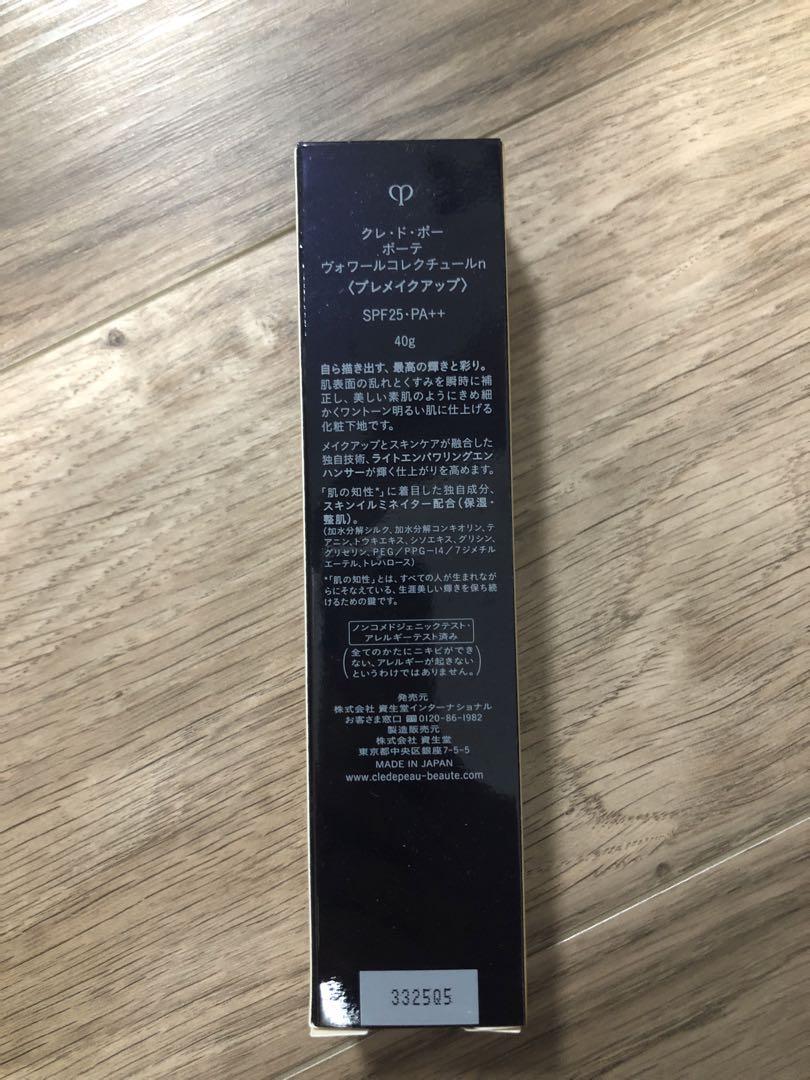 クレ・ド・ポー
ボーテ
ヴォワールコレクチュールn
〈プレメイクアップ〉
SPF25・PA++
40g
自ら描き出す、最高の輝きと彩り。
肌表面の乱れとくすみを瞬時に補
正し、美しい素肌のようにきめ細
かくワントーン明るい肌に仕上げる
化粧下地です。
メイクアップとスキンケアが融合した
独自技術、ライトエンパワリングエン
ハンサーが輝く仕上がりを高めます。
「肌の知性*」に着目した独自成分、
スキンイルミネイター配合(保湿・
整肌)。
(加水分解シルク、加水分解コンキオリン、テ
アニン、トウキエキス、シソエキス、グリシン、
グリセリン、PEG/PPG-14/7ジメチル
エーテル、トレハロース)
*「肌の知性」とは、すべての人が生まれなが
らにそなえている、生涯美しい輝きを保ち続
けるための鍵です。
ノンコメドジェニックテスト・
アレルギーテスト済み
(全てのかたにニキビができ
ない、アレルギーが起きない
というわけではありません。)
発売元
株式会社 資生堂インターナショナル
お客さま窓口 0120-86-1982
製造販売元
株式会社 資生堂
東京都中央区銀座7-5-5
MADE IN JAPAN
www.cledepeau-beaute.com
3325Q5